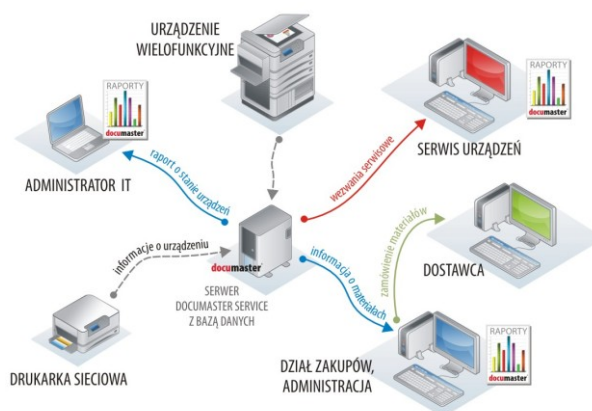 URZĄDZENIE
WIELOFUNKCYJNE
RAPORTY
documaster
ADMINISTRATOR IT
raport o stanie urządzeń
wezwania serwisowe
RAPORTY
documaster
SERWIS URZĄDZEŃ
informacje o urządzeniu
documaster
SERWER
DOCUMASTER SERVICE
Z BAZĄ DANYCH
informacja o materiałach
zamówienie materiałów
DOSTAWCA
DRUKARKA SIECIOWA
RAPORTY
documaster
DZIAŁ ZAKUPÓW,
ADMINISTRACJA